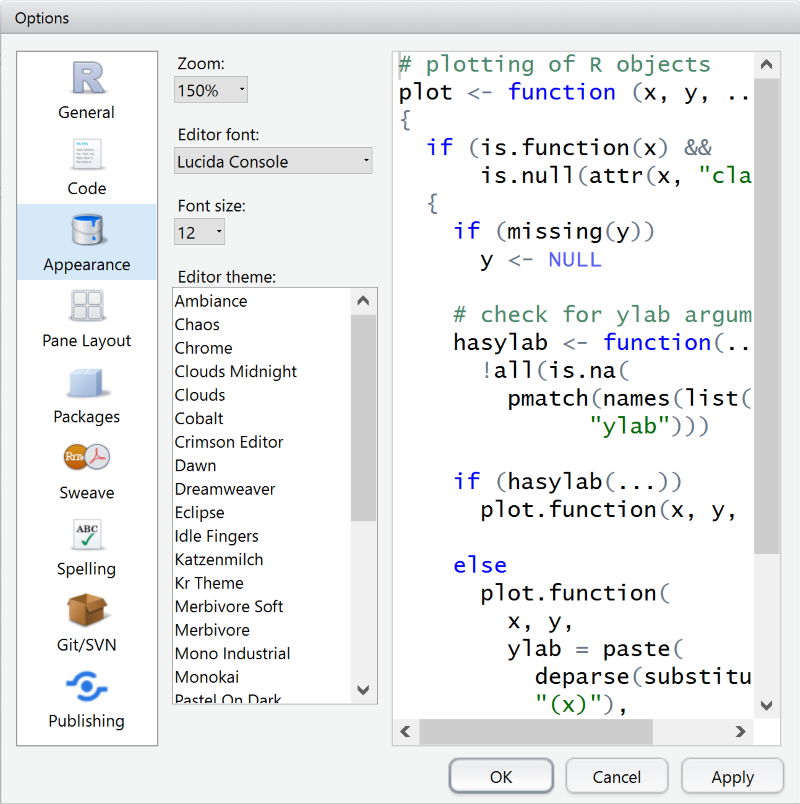 Options
General
Code
Appearance
Pane Layout
Packages
Rnw
Sweave
ABC
Spelling
Git/SVN
Publishing
Zoom:
150%
Editor font:
Lucida Console
Font size:
12
Editor theme:
Ambiance
Chaos
Chrome
Clouds Midnight
Clouds
Cobalt
Crimson Editor
Dawn
Dreamweaver
Eclipse
Idle Fingers
Katzenmilch
Kr Theme
Merbivore Soft
Merbivore
Mono Industrial
Monokai
Pastel On Dark
# plotting of R objects
plot <- function (x, y, ..
{
  if (is.function(x) &&
      is.null(attr(x, "cla
  {
    if (missing(y))
      y <- NULL

    # check for ylab argum
    hasylab <- function(..
      !all(is.na(
        pmatch(names(list(
              "ylab")))

    if (hasylab(...))
      plot.function(x, y,

    else
      plot.function(
        x, y,
        ylab = paste(
          deparse(substitu
          "(x)"),
OK
Cancel
Apply